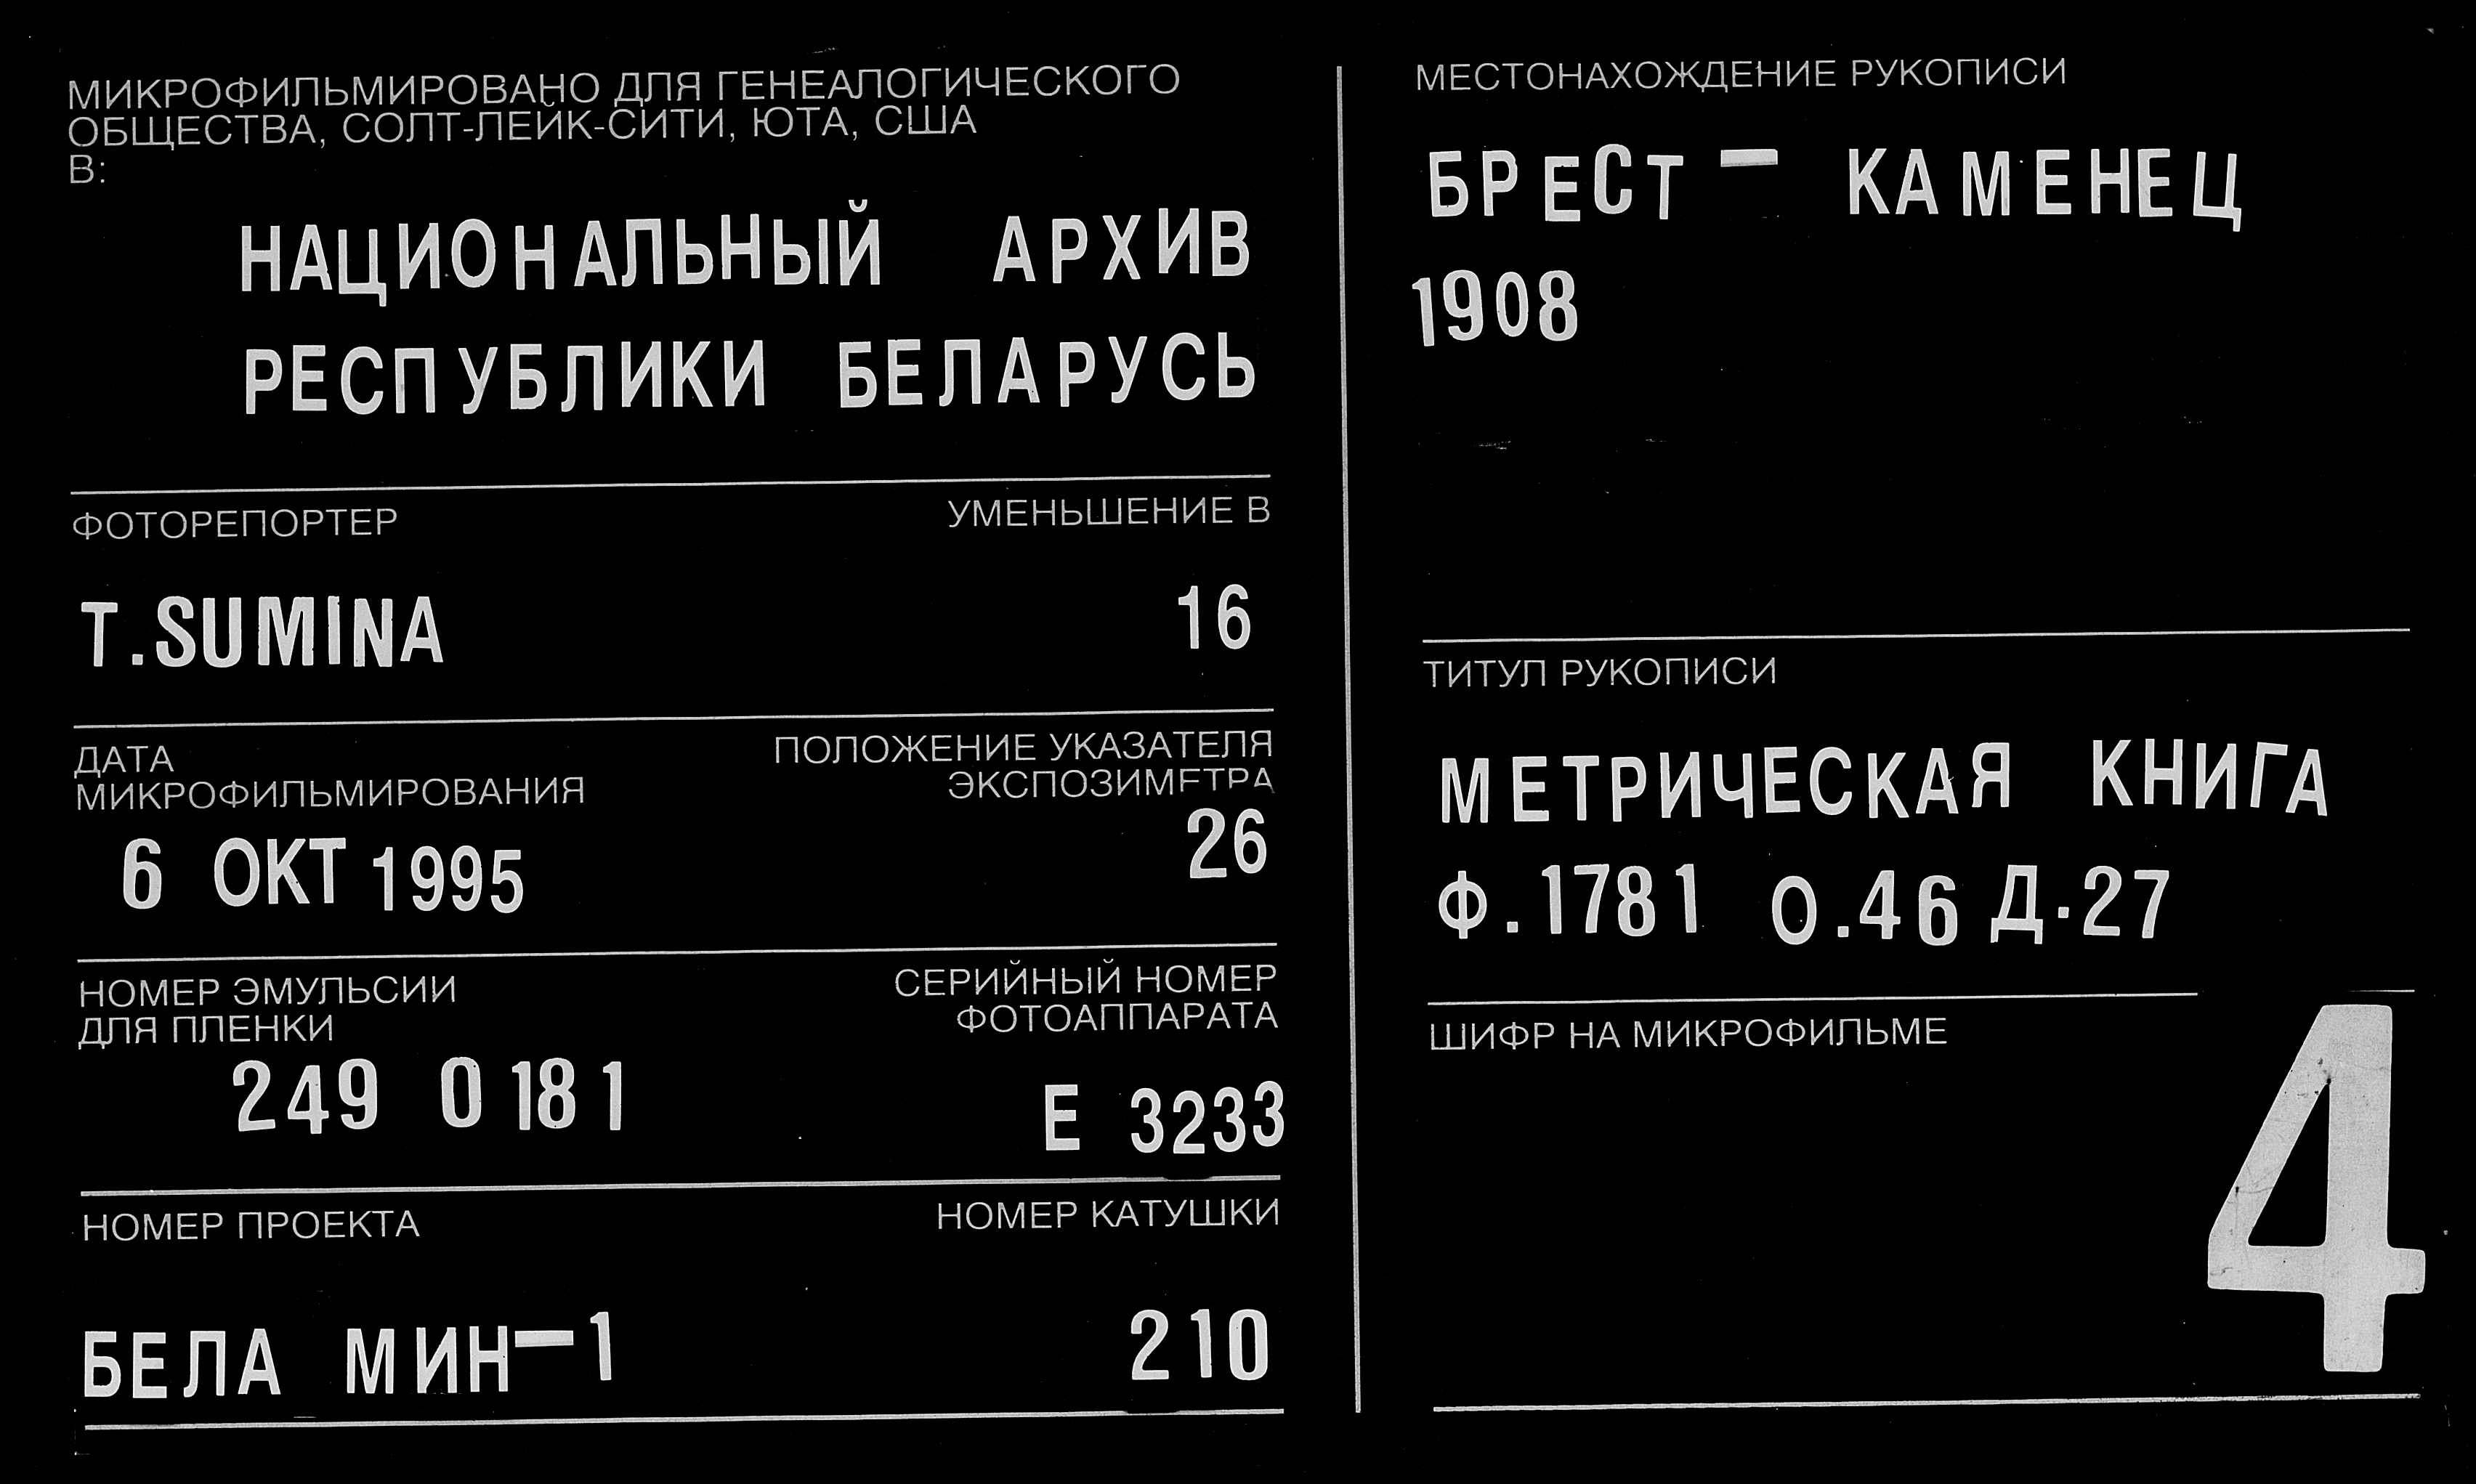 МИКРОФИЛЬМИРОВАНО ДЛЯ ГЕНЕАЛОГИЧЕСКОГО
ОБЩЕСТВА, СОЛТ-ЛЕЙК-СИТИ, ЮТА, США
В:
НАЦИОНАЛЬНЫЙ АРХИВ
РЕСПУБЛИКИ БЕЛАРУСЬ
ФОТОРЕПОРТЕР
УМЕНЬШЕНИЕ В
T.SUMINA
16
ДАТА
МИКРОФИЛЬМИРОВАНИЯ
ПОЛОЖЕНИЕ УКАЗАТЕЛЯ
ЭКСПОЗИМЕТРА
6 ОКТ 1995
26
НОМЕР ЭМУЛЬСИИ
ДЛЯ ПЛЕНКИ
СЕРИЙНЫЙ НОМЕР
ФОТОАППАРАТА
249 0181
E 3233
НОМЕР ПРОЕКТА
НОМЕР КАТУШКИ
БЕЛА МИН-1
210
МЕСТОНАХОЖДЕНИЕ РУКОПИСИ
БРЕСТ- КАМЕНЕЦ
1908
ТИТУЛ РУКОПИСИ
МЕТРИЧЕСКАЯ КНИГА
Ф.1781 О.46 Д.27
ШИФР НА МИКРОФИЛЬМЕ
4